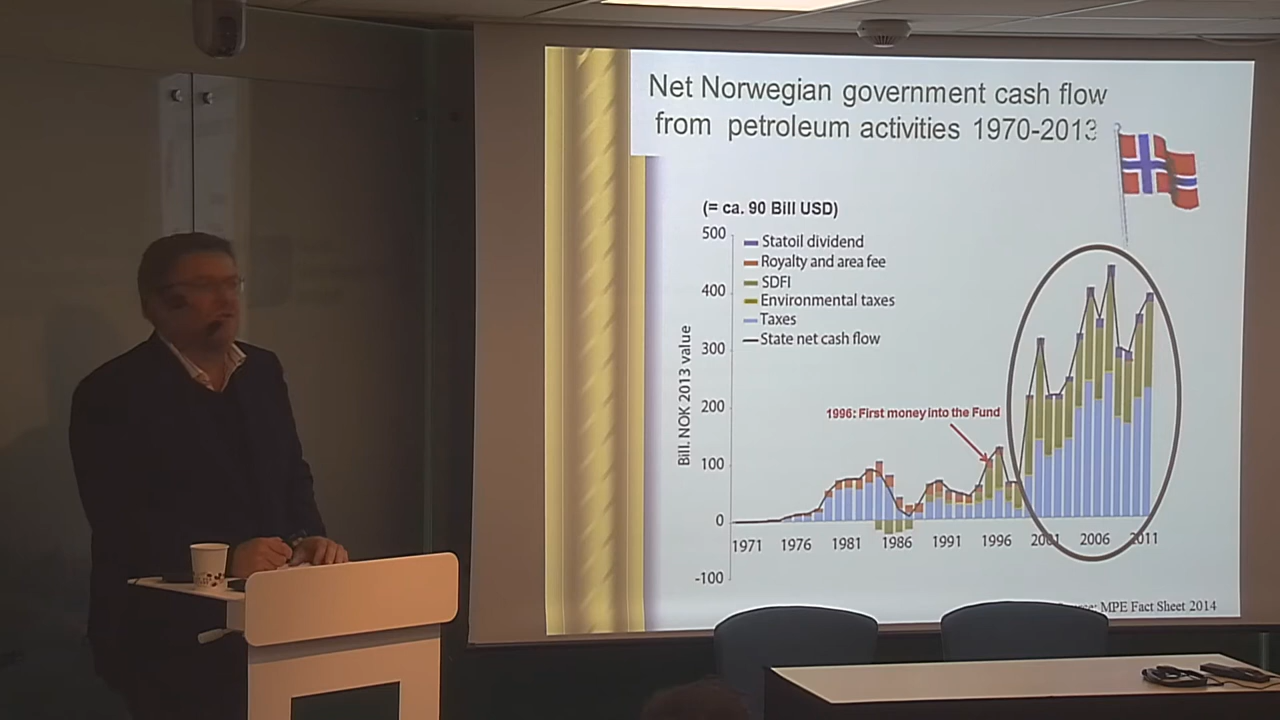 Net Norwegian government cash flow
from petroleum activities 1970-2013
(= ca. 90 Bill USD)
500
Statoil dividend
Royalty and area fee
SDFI
400
Environmental taxes
Taxes
State net cash flow
300
Bill. NOK 2013 value
200
1996: First money into the Fund
100
0
1971 1976 1981 1986 1991 1996 2001 2006 2011
-100
MPE Fact Sheet 2014